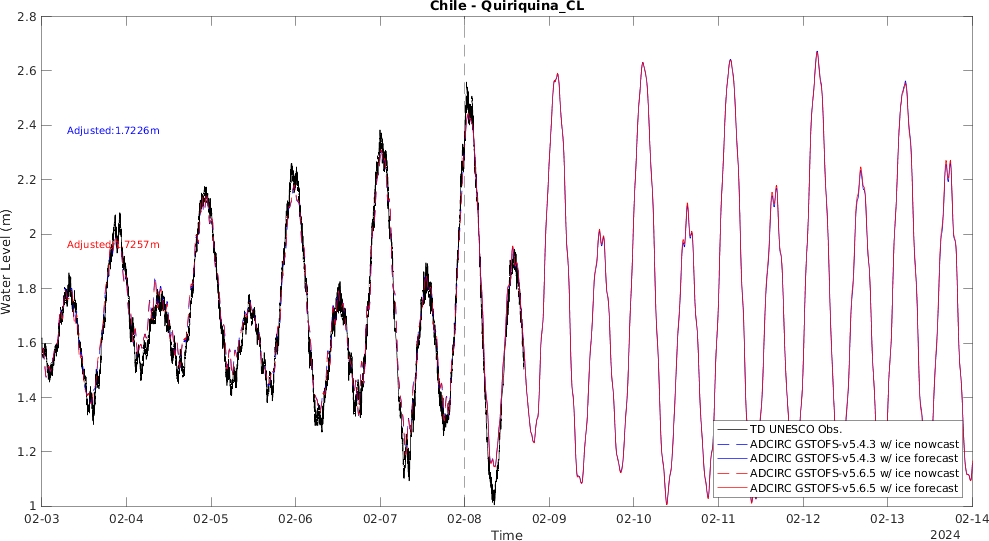 Chile - Quiriquina_CL
2.8
2.6
2.4
2.2
2
1.8
1.6
1.4
1.2
1
Water Level (m)
Adjusted:1.7226m
Adjusted:1.7257m
TD UNESCO Obs.
ADCIRC GSTOFS-v5.4.3 w/ ice nowcast
ADCIRC GSTOFS-v5.4.3 w/ ice forecast
ADCIRC GSTOFS-v5.6.5 w/ ice nowcast
ADCIRC GSTOFS-v5.6.5 w/ ice forecast
02-03 02-04 02-05 02-06 02-07 02-08 02-09 02-10 02-11 02-12 02-13 02-14
Time
2024